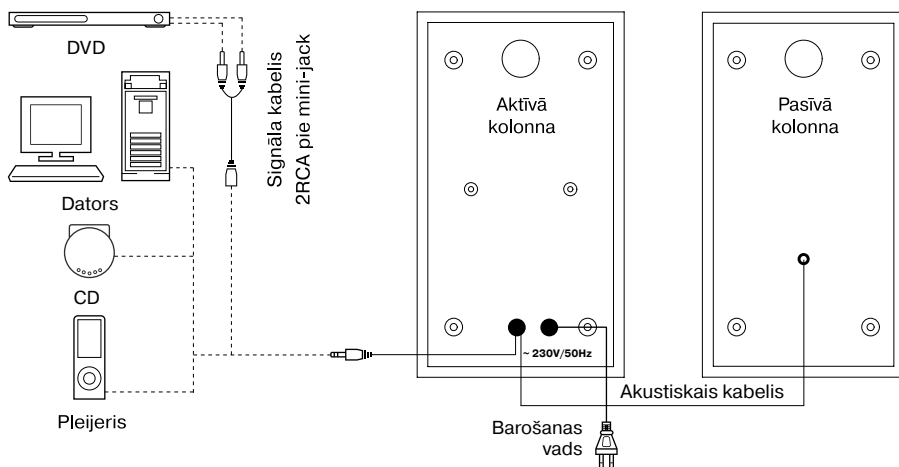 DVD
Dators
CD
Pleijeris
Signāla kabelis
2RCA pie mini-jack
Aktīvā
kolonna
~ 230V/50Hz
Barošanas
vads
Akustiskais kabelis
Pasīvā
kolonna